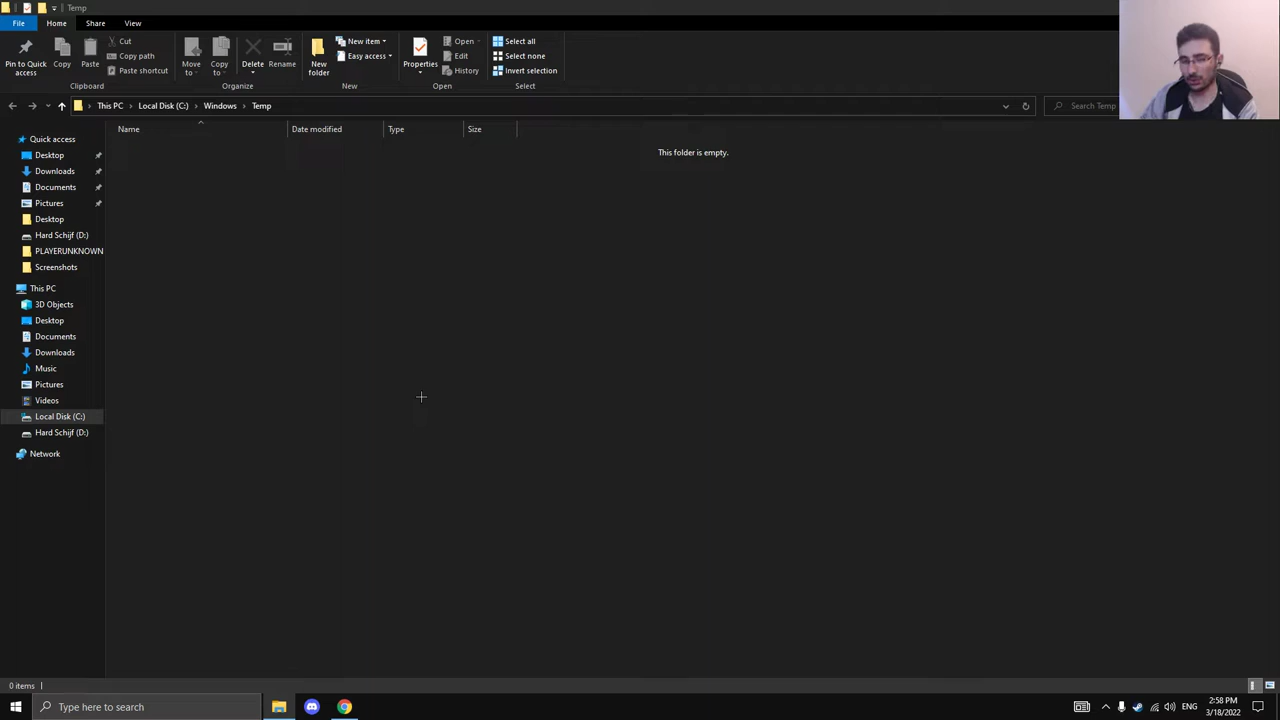 Temp
File Home Share View
Pin to Quick access
Copy
Paste
Cut
Copy path
Paste shortcut
Clipboard
Move to
Copy to
Delete
Rename
Organize
New folder
New item
Easy access
New
Properties
Open
Edit
History
Open
Select all
Select none
Invert selection
Select
This PC Local Disk (C:) Windows Temp
Search Temp
Name Date modified Type Size
This folder is empty.
Quick access
Desktop
Downloads
Documents
Pictures
Desktop
Hard Schijf (D:)
PLAYERUNKNOWN
Screenshots
This PC
3D Objects
Desktop
Documents
Downloads
Music
Pictures
Videos
Local Disk (C:)
Hard Schijf (D:)
Network
0 items
Type here to search
ENG
2:58 PM
3/18/2022